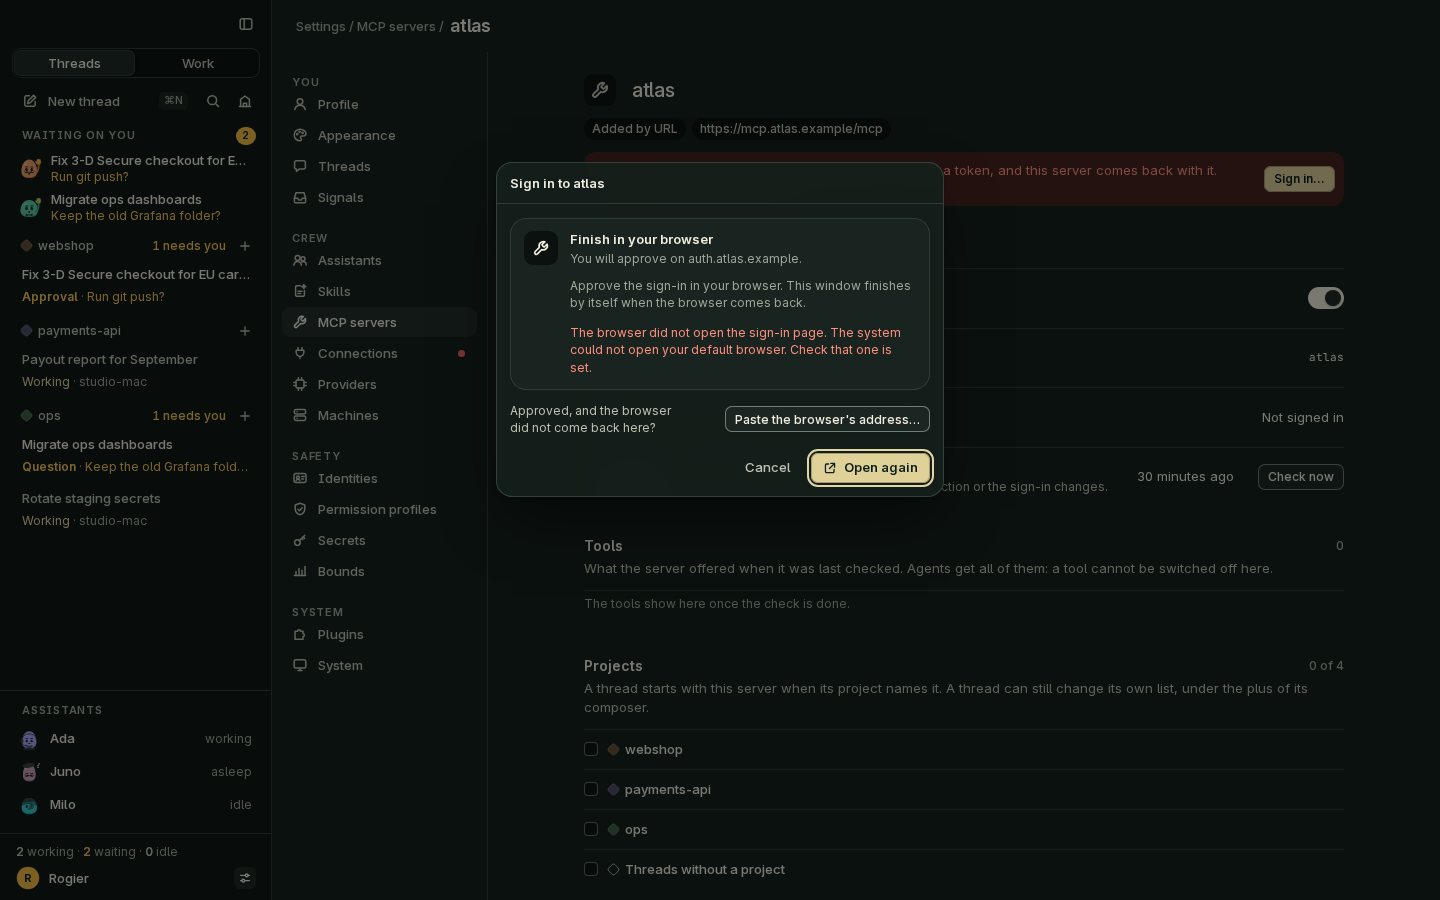 Settings / MCP servers / atlas
Threads
Work
New thread
⌘N
WAITING ON YOU
2
Fix 3-D Secure checkout for E...
Run git push?
Migrate ops dashboards
Keep the old Grafana folder?
webshop
1 needs you
Fix 3-D Secure checkout for EU car...
Approval · Run git push?
payments-api
Payout report for September
Working · studio-mac
ops
1 needs you
Migrate ops dashboards
Question · Keep the old Grafana fold...
Rotate staging secrets
Working · studio-mac
ASSISTANTS
Ada
working
Juno
asleep
Milo
idle
2 working · 2 waiting · 0 idle
R
Rogier
YOU
Profile
Appearance
Threads
Signals
CREW
Assistants
Skills
MCP servers
Connections
Providers
Machines
SAFETY
Identities
Permission profiles
Secrets
Bounds
SYSTEM
Plugins
System
atlas
Added by URL
https://mcp.atlas.example/mcp
a token, and this server comes back with it.
Sign in...
Sign in to atlas
Finish in your browser
You will approve on auth.atlas.example.
Approve the sign-in in your browser. This window finishes
by itself when the browser comes back.
The browser did not open the sign-in page. The system
could not open your default browser. Check that one is
set.
Approved, and the browser
did not come back here?
Paste the browser's address...
Cancel
Open again
atlas
Not signed in
ction or the sign-in changes.
30 minutes ago
Check now
Tools
0
What the server offered when it was last checked. Agents get all of them: a tool cannot be switched off here.
The tools show here once the check is done.
Projects
0 of 4
A thread starts with this server when its project names it. A thread can still change its own list, under the plus of its
composer.
webshop
payments-api
ops
Threads without a project